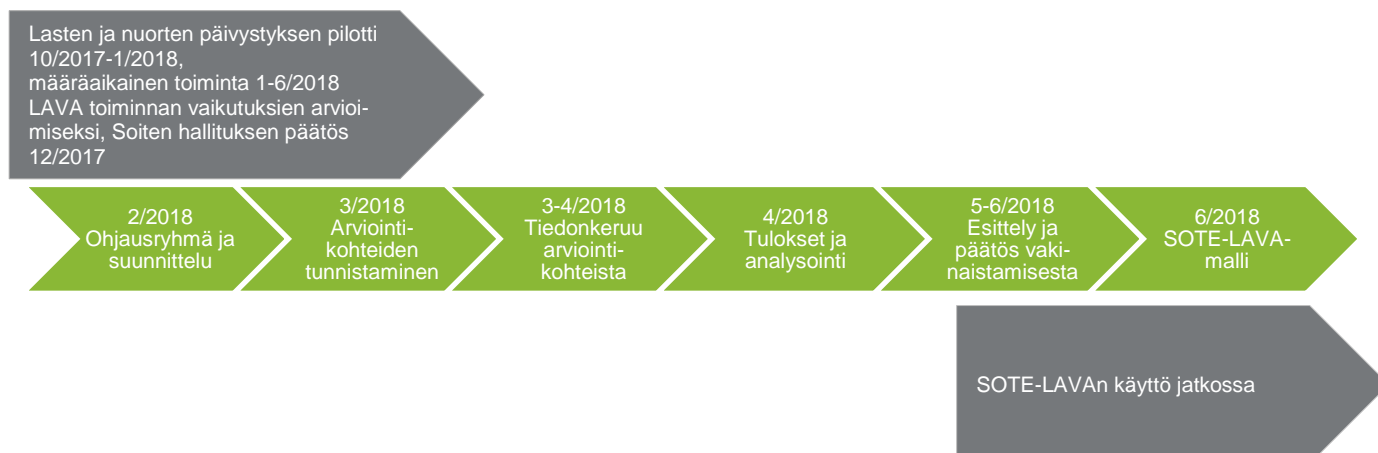 Lasten ja nuorten päivystyksen pilotti
10/2017-1/2018,
määräaikainen toiminta 1-6/2018
LAVA toiminnan vaikutuksien arvioi-
miseksi, Soiten hallituksen päätös
12/2017
2/2018
Ohjausryhmä ja
suunnittelu
3/2018
Arviointi-
kohteiden
tunnistaminen
3-4/2018
Tiedonkeruu
arviointi-
kohteista
4/2018
Tulokset ja
analysointi
5-6/2018
Esittely ja
päätös vaki-
naistamisesta
6/2018
SOTE-LAVA-
malli
SOTE-LAVAn käyttö jatkossa